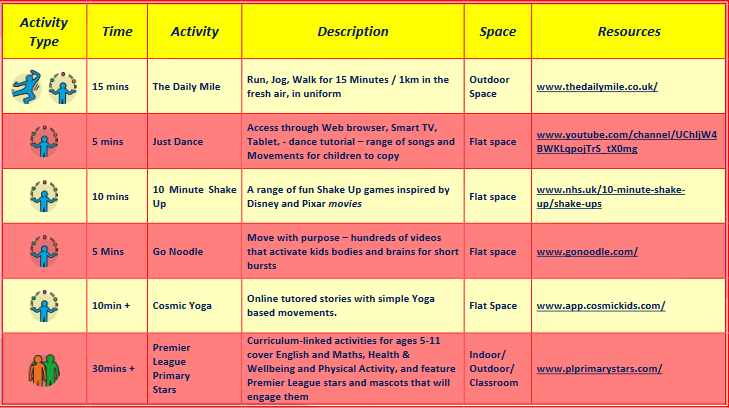 Activity Type
Time
Activity
Description
Space
Resources
15 mins
The Daily Mile
Run, Jog, Walk for 15 Minutes / 1km in the
fresh air, in uniform
Outdoor
Space
www.thedailymile.co.uk/
5 mins
Just Dance
Access through Web browser, Smart TV,
Tablet, - dance tutorial – range of songs and
Movements for children to copy
Flat space
www.youtube.com/channel/UChIjW4
BWKLqpojTrS_tX0mg
10 mins
10 Minute Shake
Up
A range of fun Shake Up games inspired by
Disney and Pixar movies
Flat space
www.nhs.uk/10-minute-shake-
up/shake-ups
5 Mins
Go Noodle
Move with purpose – hundreds of videos
that activate kids bodies and brains for short
bursts
Flat space
www.gonoodle.com/
10min +
Cosmic Yoga
Online tutored stories with simple Yoga
based movements.
Flat Space
www.app.cosmickids.com/
30mins +
Premier
League
Primary
Stars
Curriculum-linked activities for ages 5-11
cover English and Maths, Health &
Wellbeing and Physical Activity, and feature
Premier League stars and mascots that will
engage them
Indoor/
Outdoor/
Classroom
www.plprimarystars.com/